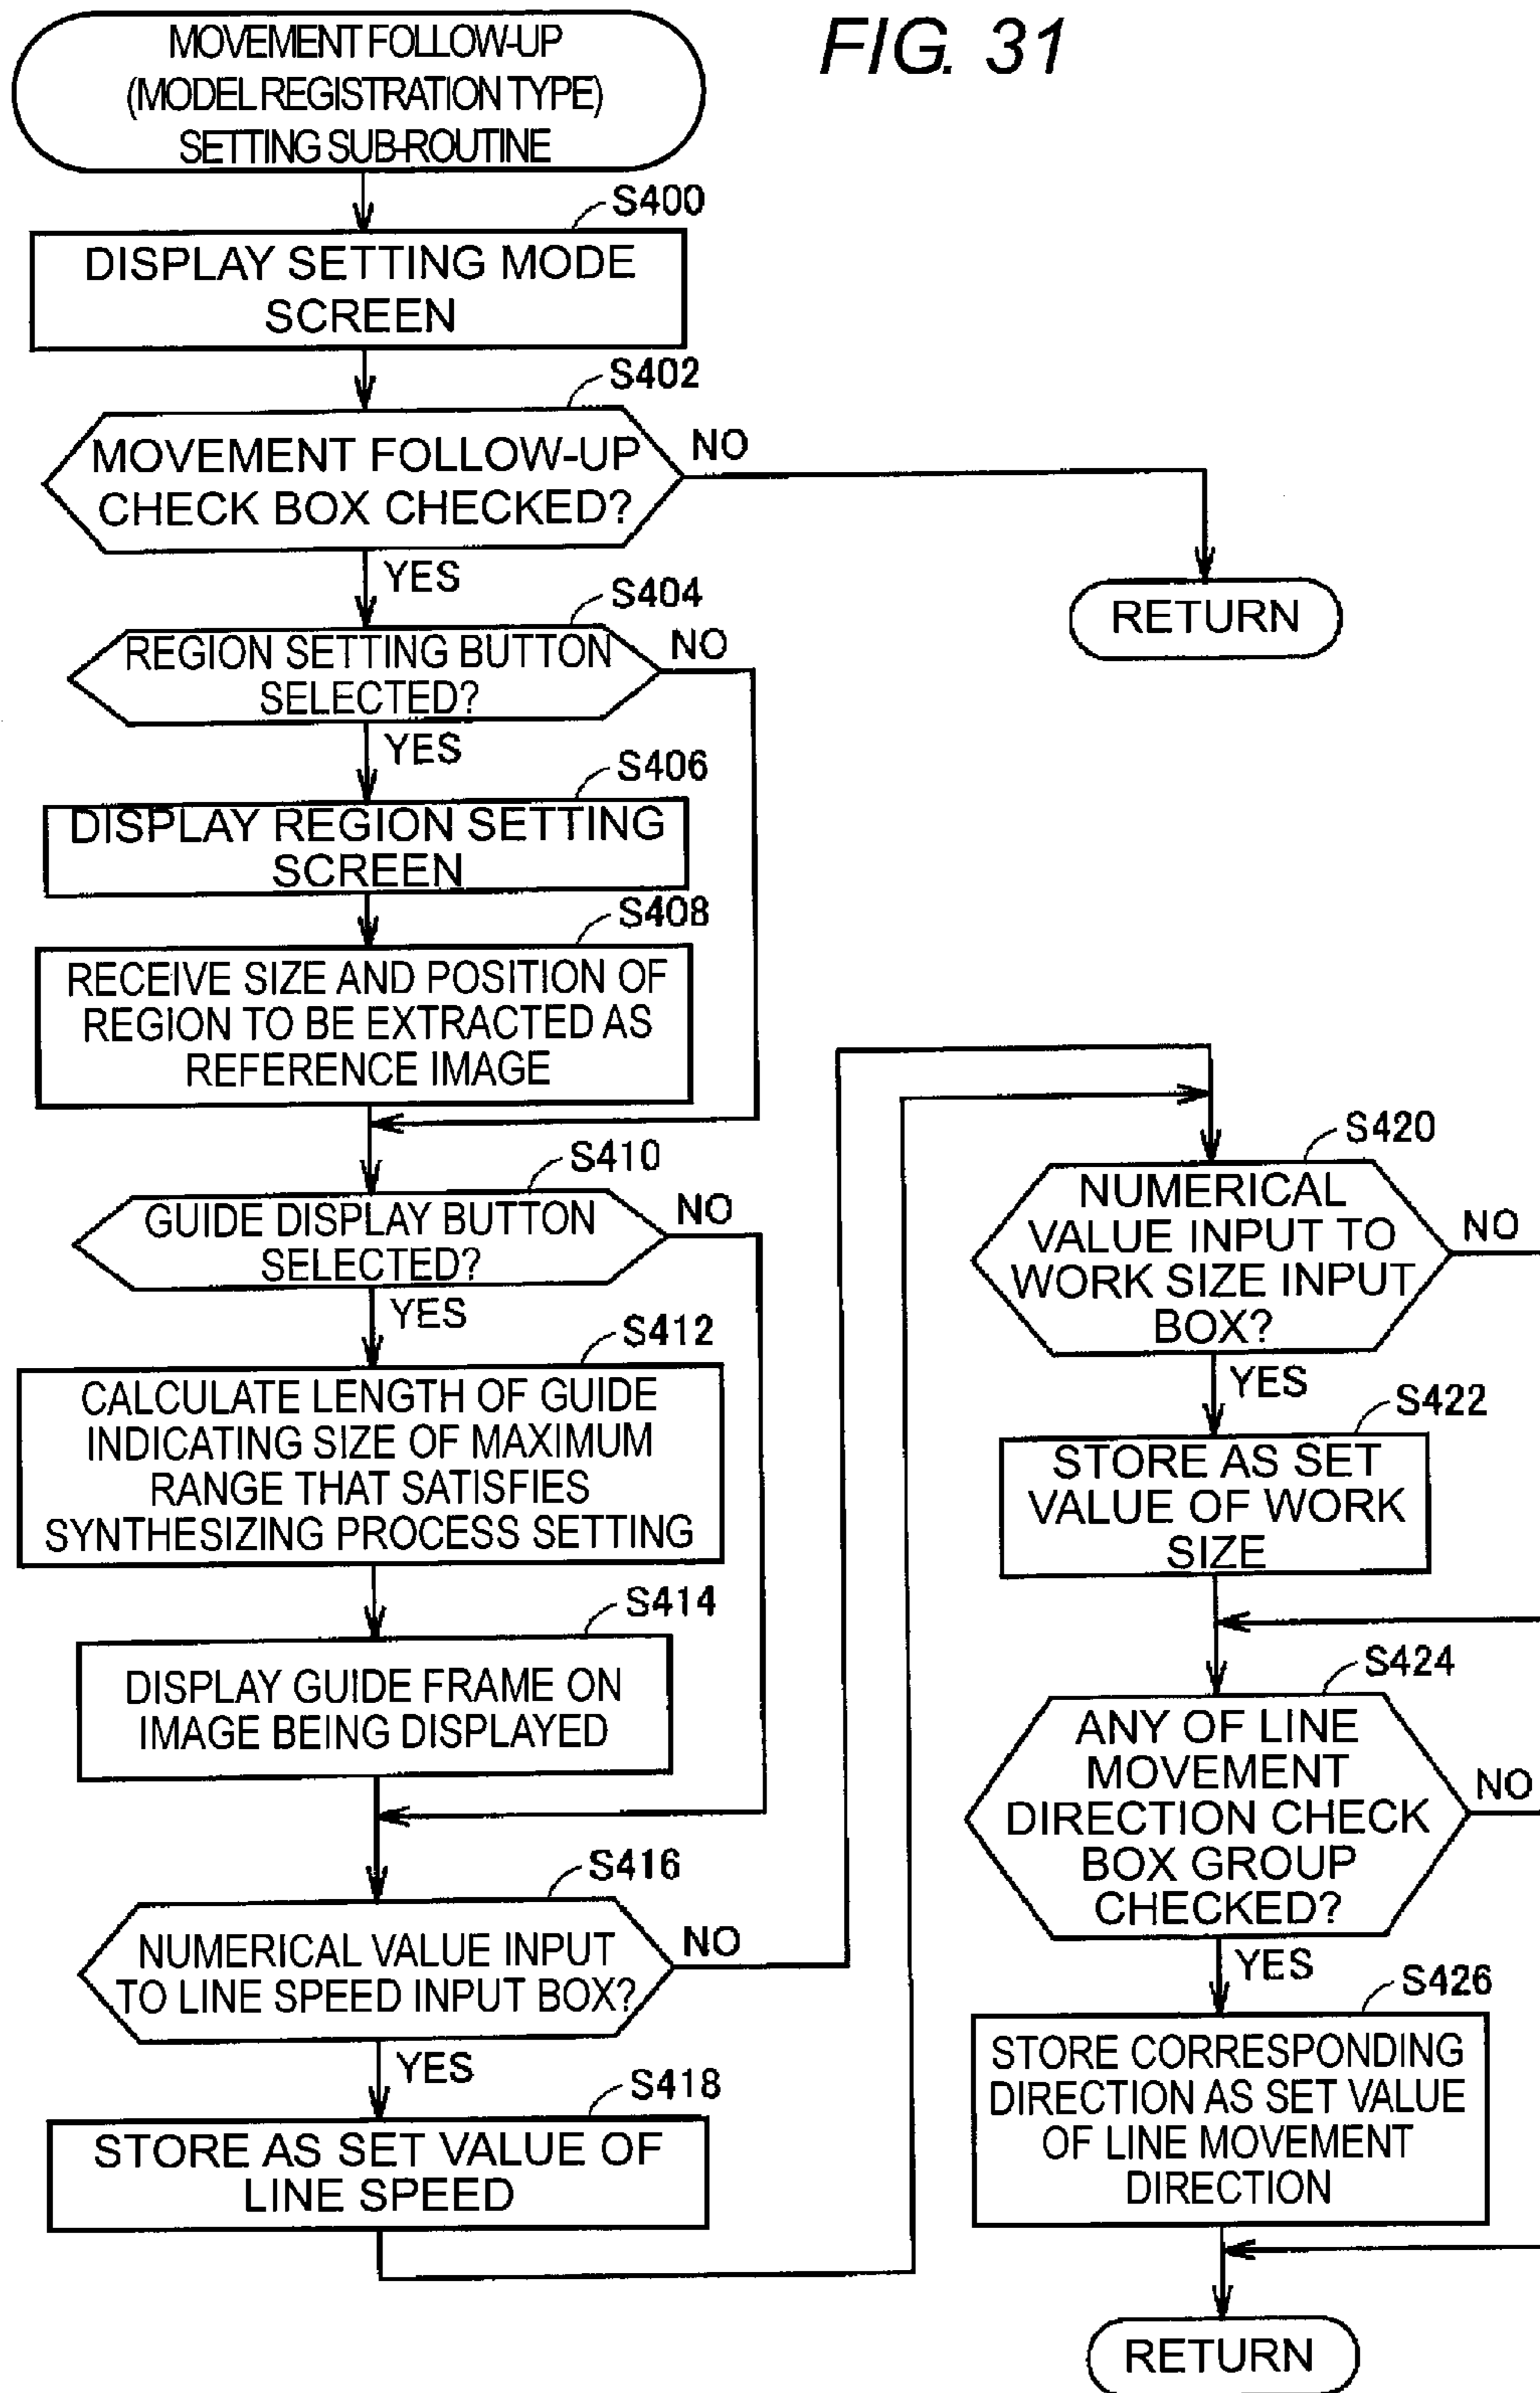 FIG. 31
MOVEMENT FOLLOW-UP
(MODEL REGISTRATION TYPE)
SETTING SUB-ROUTINE
S400
DISPLAY SETTING MODE
SCREEN
S402
MOVEMENT FOLLOW-UP
CHECK BOX CHECKED?
NO
YES
RETURN
S404
REGION SETTING BUTTON
SELECTED?
NO
YES
S406
DISPLAY REGION SETTING
SCREEN
S408
RECEIVE SIZE AND POSITION OF
REGION TO BE EXTRACTED AS
REFERENCE IMAGE
S410
GUIDE DISPLAY BUTTON
SELECTED?
NO
YES
S412
CALCULATE LENGTH OF GUIDE
INDICATING SIZE OF MAXIMUM
RANGE THAT SATISFIES
SYNTHESIZING PROCESS SETTING
S414
DISPLAY GUIDE FRAME ON
IMAGE BEING DISPLAYED
S416
NUMERICAL VALUE INPUT
TO LINE SPEED INPUT BOX?
NO
YES
S418
STORE AS SET VALUE OF
LINE SPEED
S420
NUMERICAL
VALUE INPUT TO
WORK SIZE INPUT
BOX?
NO
YES
S422
STORE AS SET
VALUE OF WORK
SIZE
S424
ANY OF LINE
MOVEMENT
DIRECTION CHECK
BOX GROUP
CHECKED?
NO
YES
S426
STORE CORRESPONDING
DIRECTION AS SET VALUE
OF LINE MOVEMENT
DIRECTION
RETURN